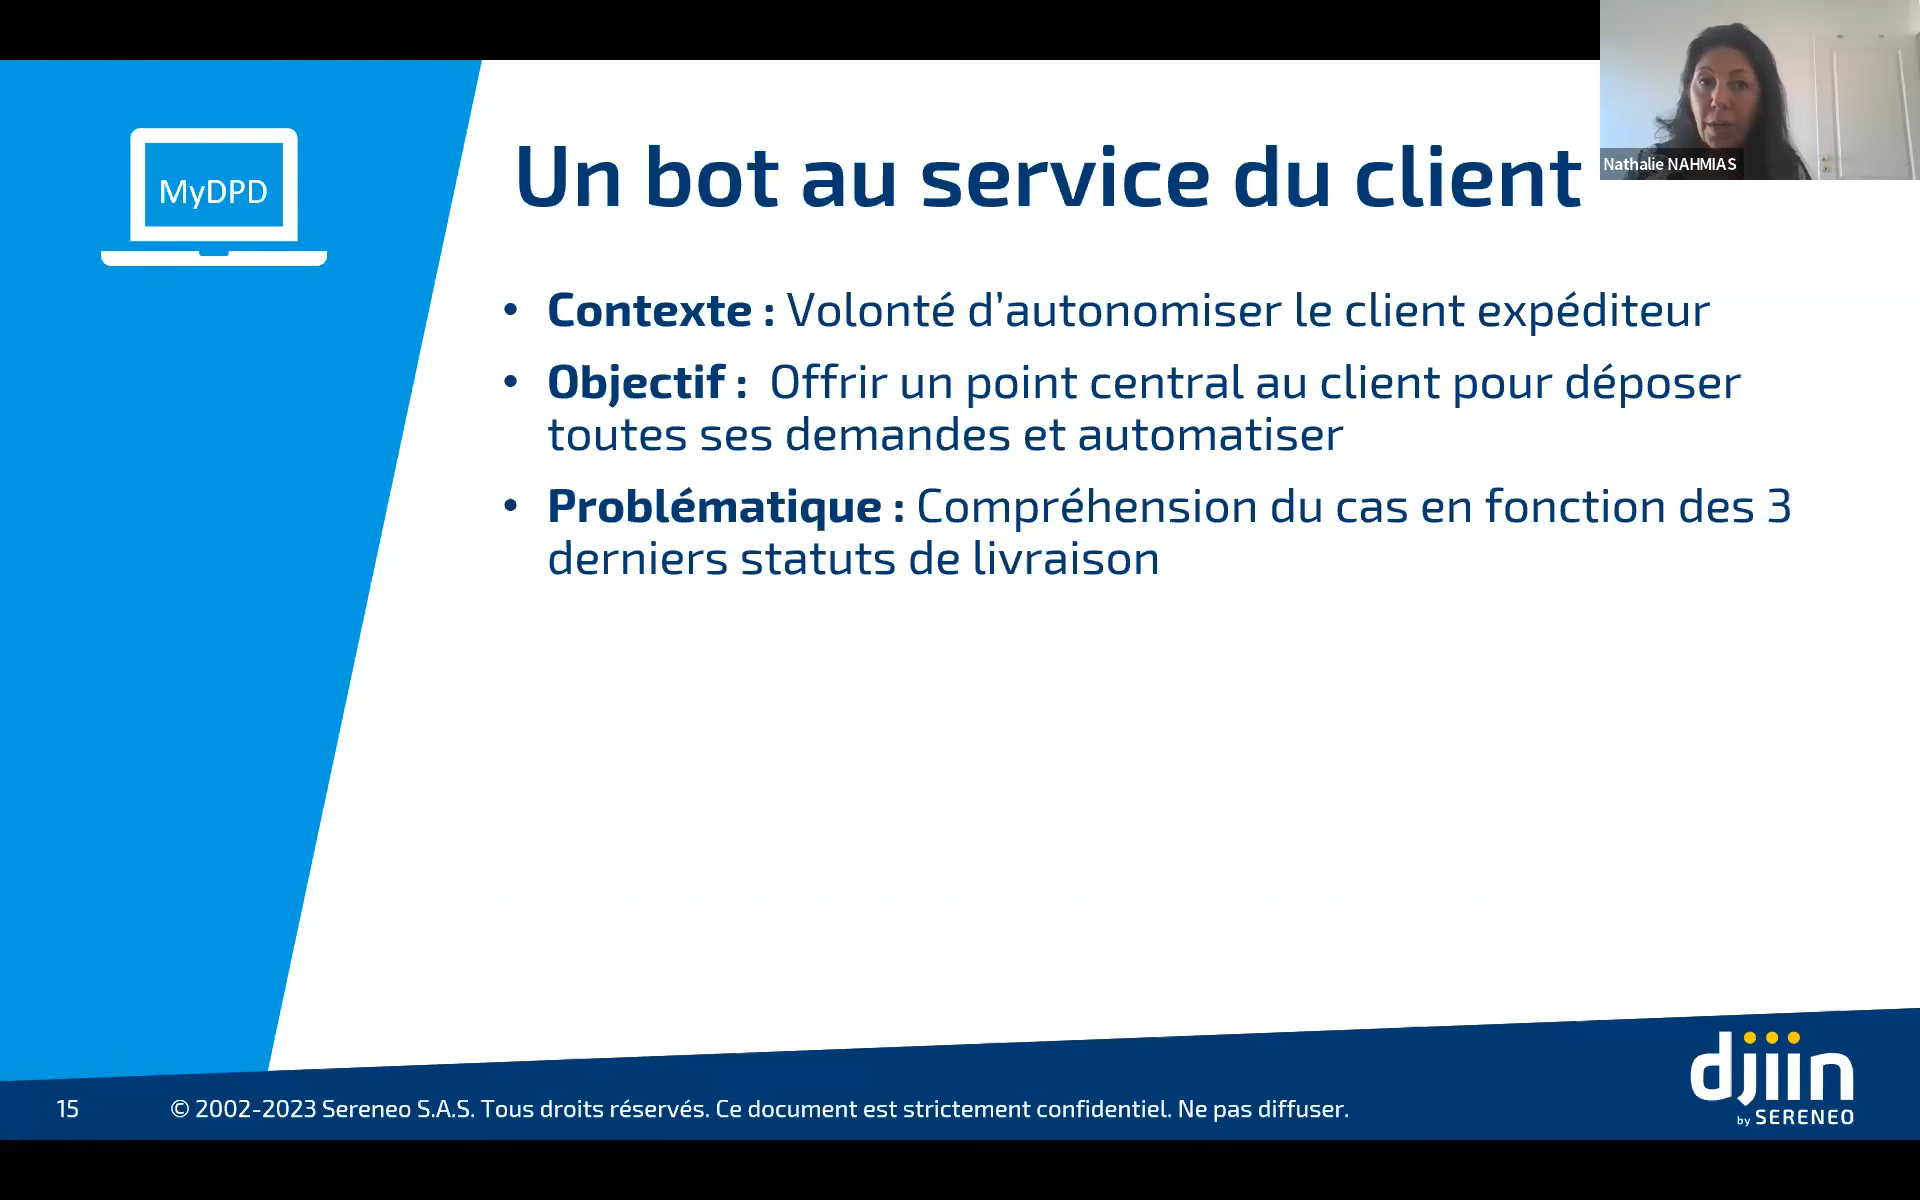 MyDPD
Nathalie NAHMIAS
Un bot au service du client
• Contexte : Volonté d’autonomiser le client expéditeur
• Objectif :  Offrir un point central au client pour déposer
toutes ses demandes et automatiser
• Problématique : Compréhension du cas en fonction des 3
derniers statuts de livraison
15
© 2002-2023 Sereneo S.A.S. Tous droits réservés. Ce document est strictement confidentiel. Ne pas diffuser.
djiin
by SERENEO